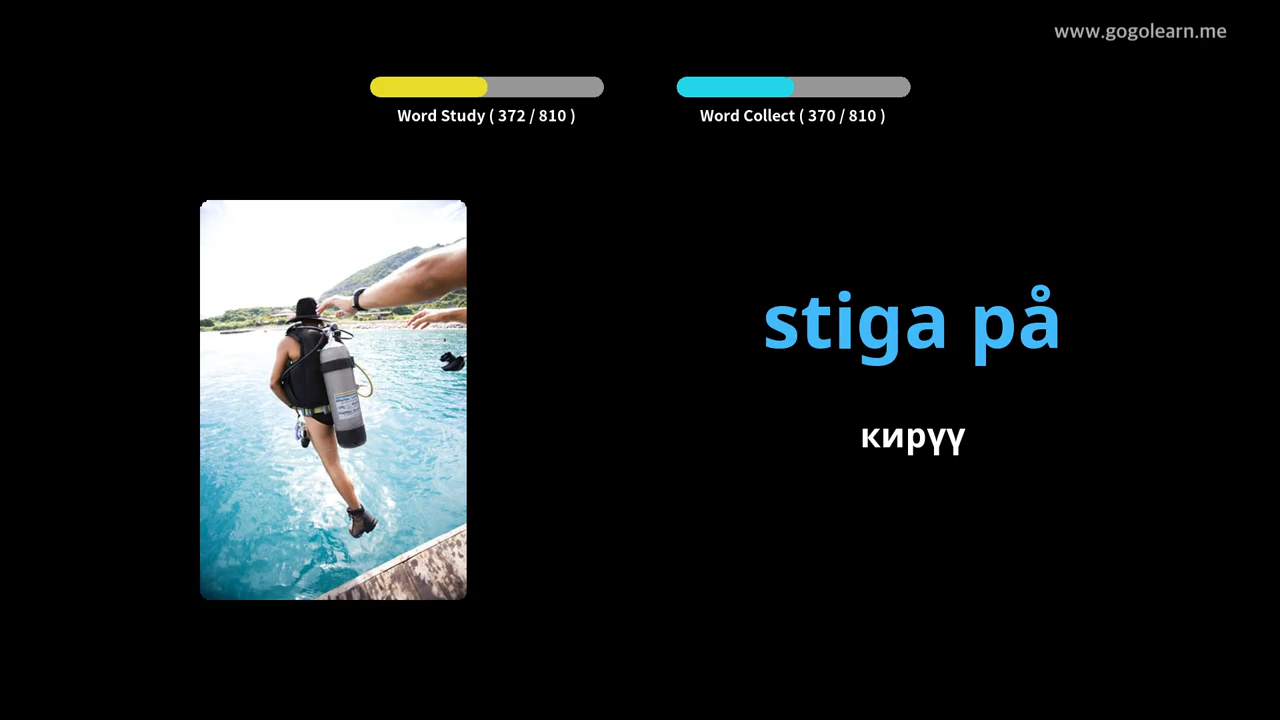 www.gogolearn.me
Word Study ( 372 / 810 )
Word Collect ( 370 / 810 )
stiga på
кирүү